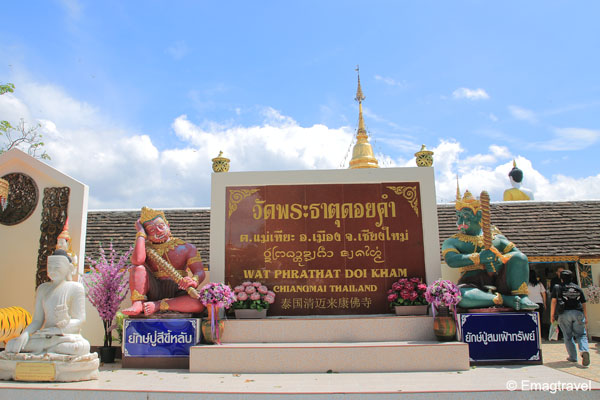 วัดพระธาตุดอยคำ
ต.แม่เหียะ อ.เมือง จ.เชียงใหม่
WAT PHRATHAT DOI KHAM
CHIANGMAI THAILAND
泰国清迈来康佛寺
ยักษ์ปู่สีขี้หลับ
ยักษ์ปู่สมเฝ้าทรัพย์
© Emagtravel